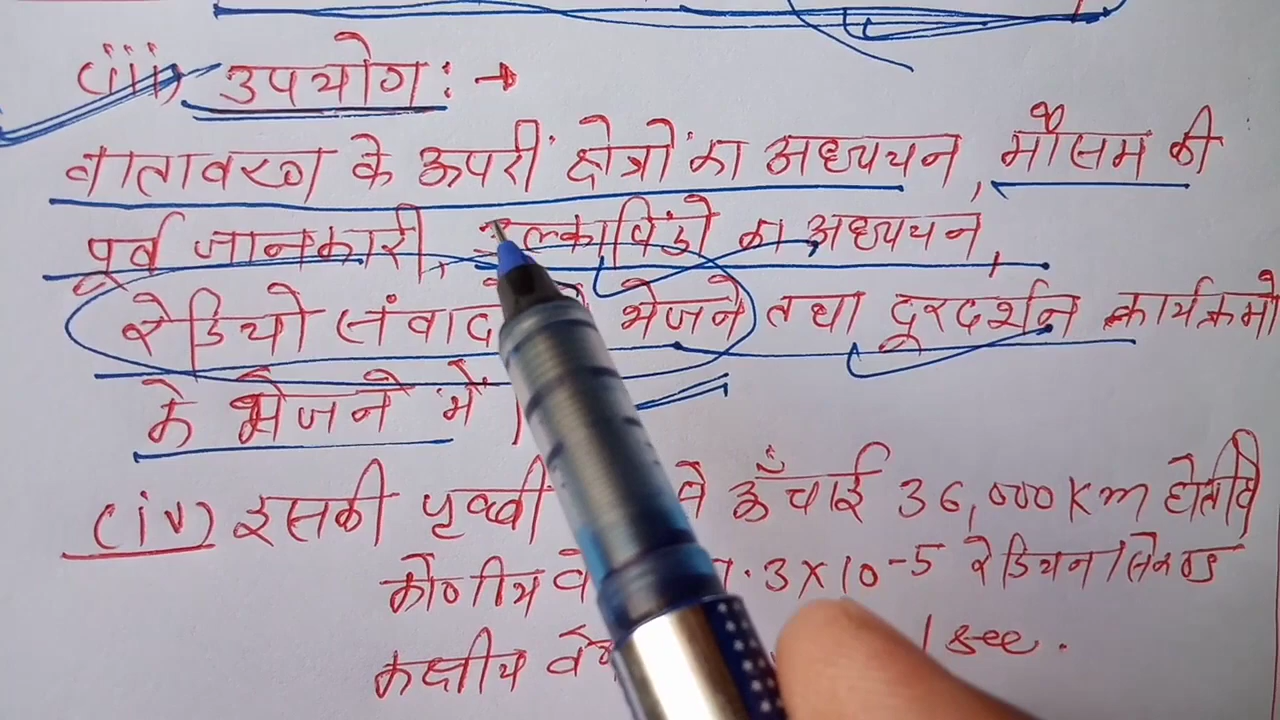 (iii) उपयोग : →
वातावरण के ऊपरी क्षेत्रों का अध्ययन, मौसम की
पूर्व जानकारी, उल्कापिंडो का अध्ययन,
रेडियो संवाद भेजने तथा दूरदर्शन कार्यक्रमो
के भेजने में ।
(iv) इसकी पृथ्वी से ऊँचाई 36,000 Km होती है
कोणीय .3×10-5 रेडियन/सेकण्ड
कक्षीय / sec.